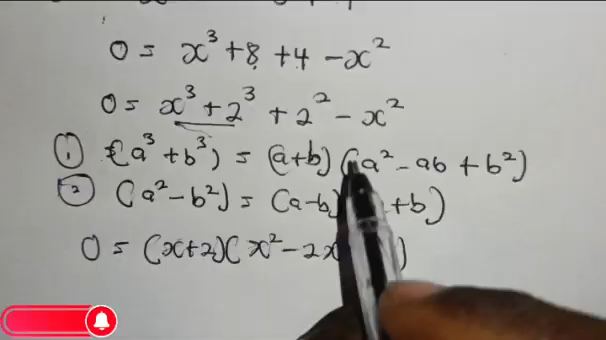 0 = x³ + 8 + 4 - x²
0 = x³ + 2³ + 2² - x²
① (a³ + b³) = (a+b)(a² - ab + b²)
② (a² - b²) = (a-b) + b)
0 = (x+2)(x² - 2x )